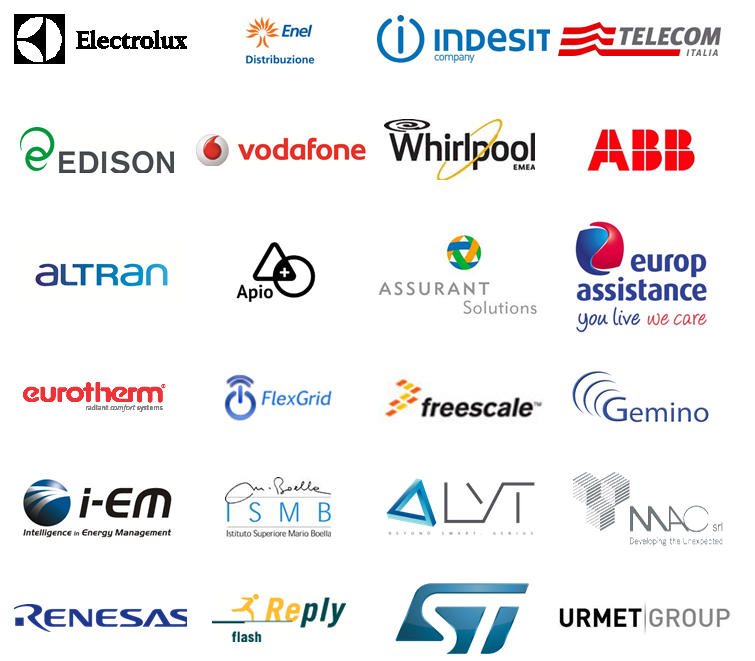 Electrolux
Enel
Distribuzione
INDESIT
company
TELECOM
ITALIA
EDISON
vodafone
Whirlpool
EMEA
ABB
ALTRAN
Apio
ASSURANT
Solutions
europ
assistance
you live we care
eurotherm®
radiant comfort systems
FlexGrid
freescale™
Gemino
i-EM
Intelligence in Energy Management
M. Boella
ISMB
Istituto Superiore Mario Boella
LYT
BEYOND SMART. GENIUS
MAC srl
Developing the Unexpected
RENESAS
Reply
flash
ST
URMET GROUP